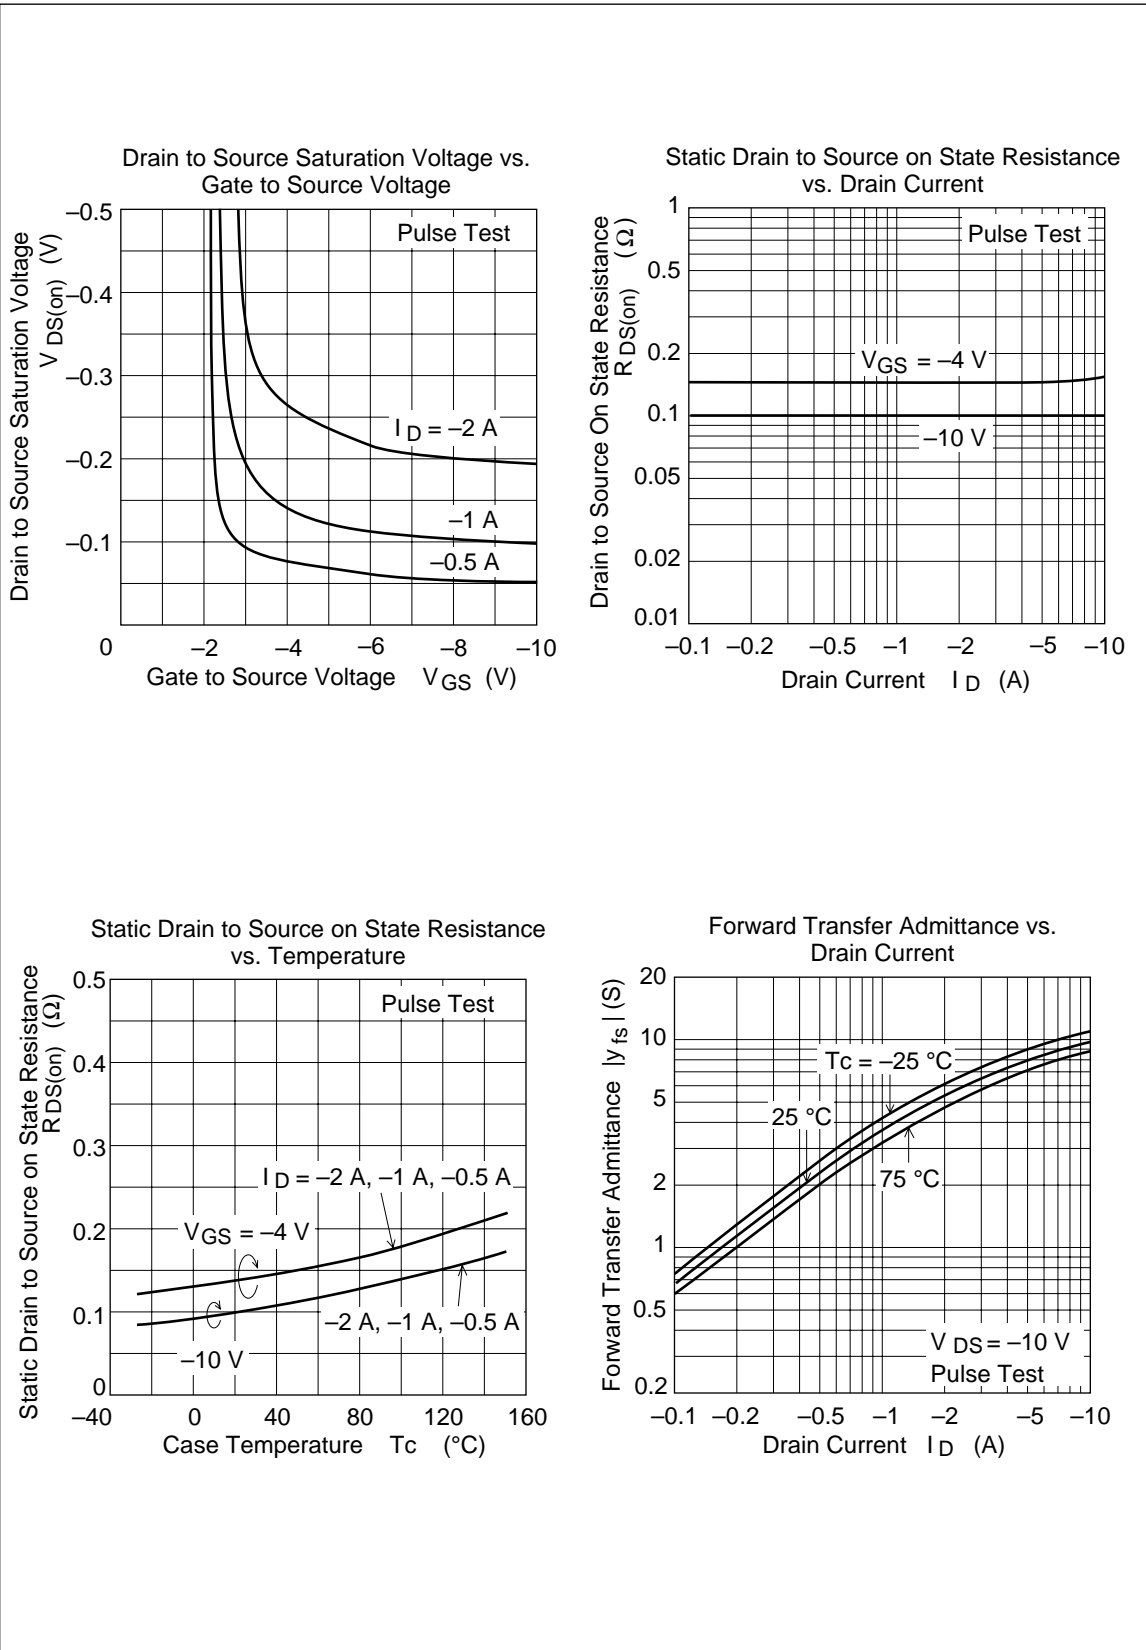 Drain to Source Saturation Voltage vs.
Gate to Source Voltage
Drain to Source Saturation Voltage
V DS(on) (V)
–0.5
–0.4
–0.3
–0.2
–0.1
0
Pulse Test
I D = –2 A
–1 A
–0.5 A
–2
–4
–6
–8
–10
Gate to Source Voltage V GS (V)
Static Drain to Source on State Resistance
vs. Drain Current
Drain to Source On State Resistance
R DS(on) (Ω)
1
0.5
0.2
0.1
0.05
0.02
0.01
Pulse Test
VGS = –4 V
–10 V
–0.1 –0.2 –0.5 –1 –2 –5 –10
Drain Current I D (A)
Static Drain to Source on State Resistance
vs. Temperature
Static Drain to Source on State Resistance
R DS(on) (Ω)
0.5
0.4
0.3
0.2
0.1
0
Pulse Test
I D = –2 A, –1 A, –0.5 A
VGS = –4 V
–2 A, –1 A, –0.5 A
–10 V
–40 0 40 80 120 160
Case Temperature Tc (°C)
Forward Transfer Admittance vs.
Drain Current
Forward Transfer Admittance |y fs | (S)
20
10
5
2
1
0.5
0.2
Tc = –25 °C
25 °C
75 °C
V DS = –10 V
Pulse Test
–0.1 –0.2 –0.5 –1 –2 –5 –10
Drain Current I D (A)